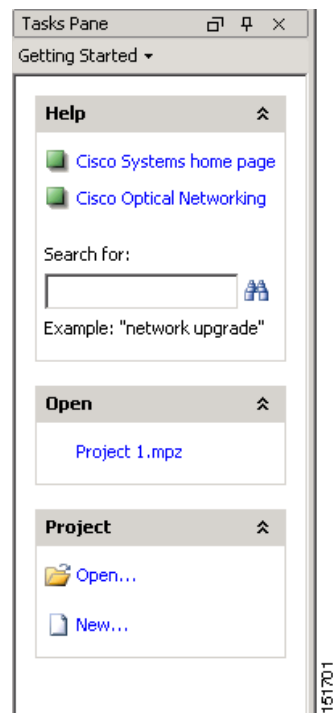 Tasks Pane
Getting Started
Help
Cisco Systems home page
Cisco Optical Networking
Search for:
Example: "network upgrade"
Open
Project 1.mpz
Project
Open...
New...
151701